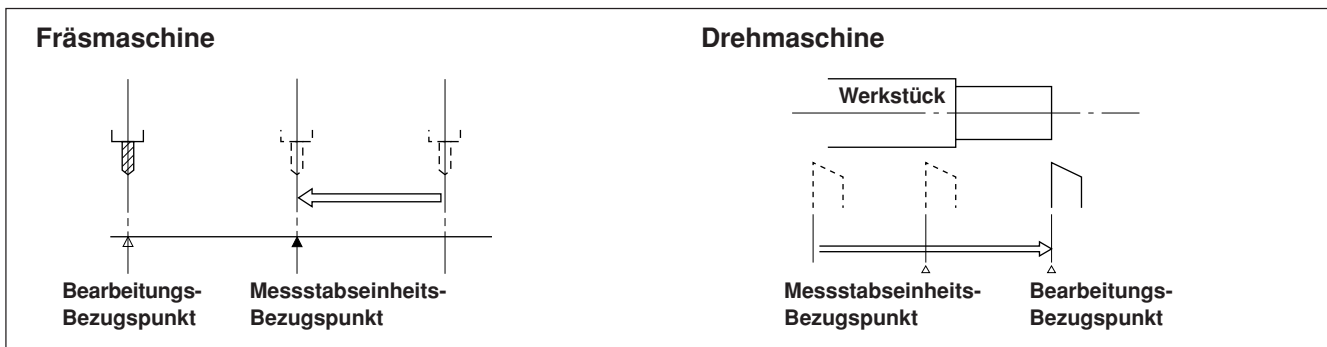 Fräsmaschine
Bearbeitungs-
Bezugspunkt
Messstabseinheits-
Bezugspunkt
Drehmaschine
Werkstück
Messstabseinheits-
Bezugspunkt
Bearbeitungs-
Bezugspunkt